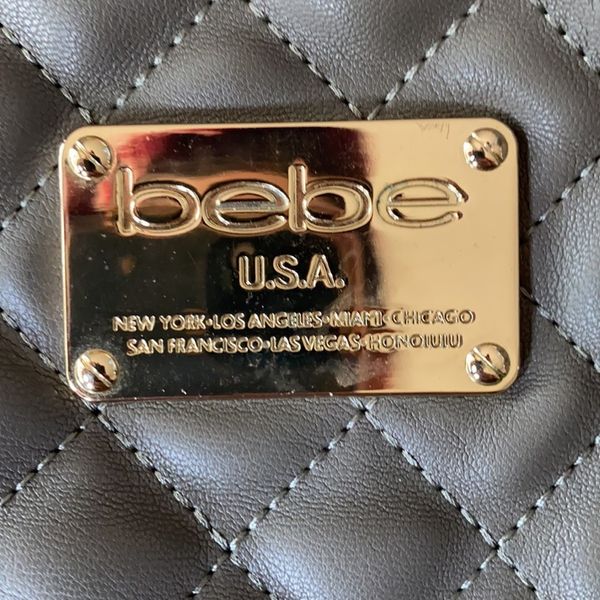 bebe
U.S.A.
NEW YORK•LOS ANGELES•MIAMI•CHICAGO
SAN FRANCISCO•LAS VEGAS•HONOLULU